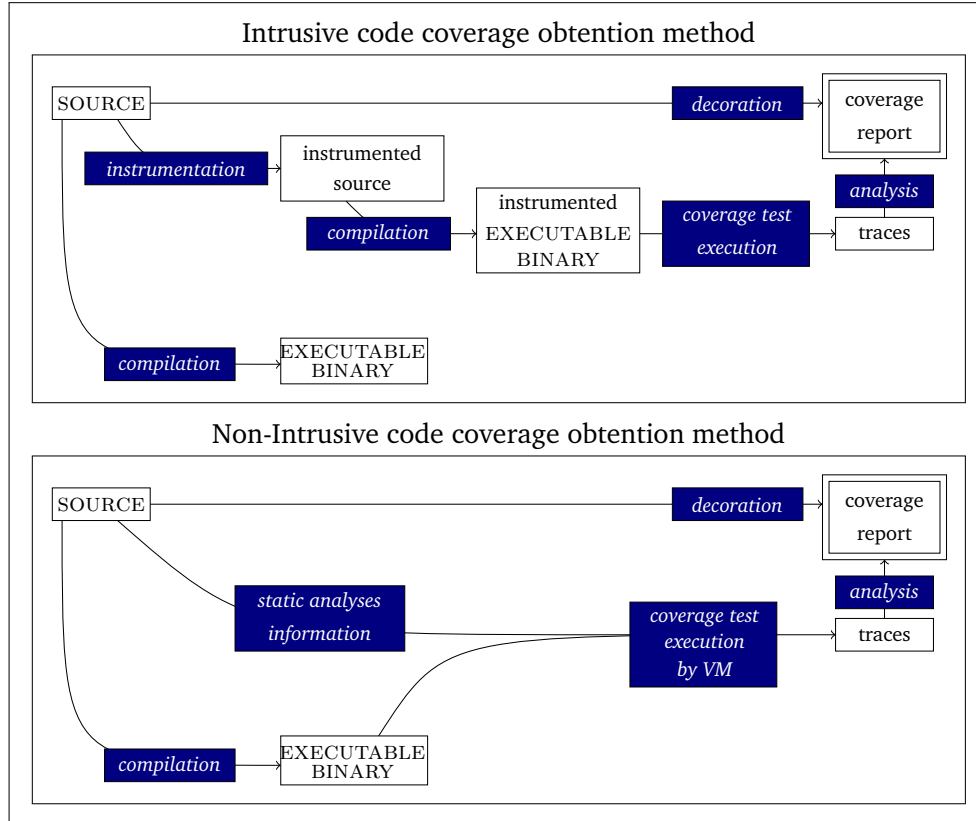 Intrusive code coverage obtention method
SOURCE
decoration
coverage
report
instrumentation
instrumented
source
analysis
compilation
instrumented
EXECUTABLE
BINARY
coverage test
execution
traces
compilation
EXECUTABLE
BINARY
Non-Intrusive code coverage obtention method
SOURCE
decoration
coverage
report
static analyses
information
analysis
coverage test
execution
by VM
traces
compilation
EXECUTABLE
BINARY